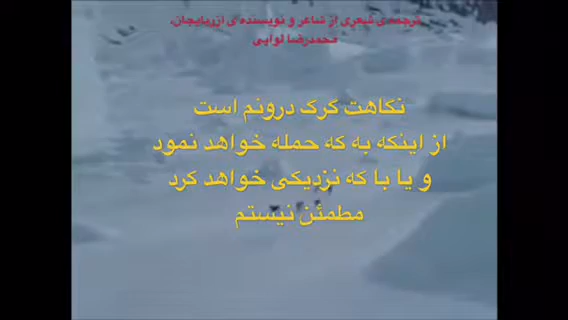 ترجمه ی شعری از شاعر و نویسنده ی آزربایجان،
محمدرضا لوایی
نگاهت گرگ درونم است
از اینکه به که حمله خواهد نمود
و یا با که نزدیکی خواهد کرد
مطمئن نیستم